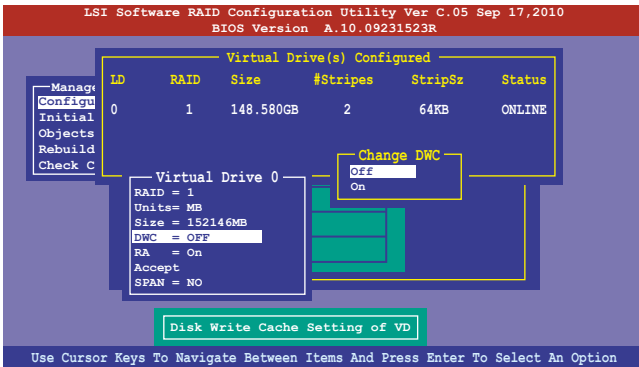 LSI Software RAID Configuration Utility Ver C.05 Sep 17,2010
BIOS Version A.10.09231523R
Virtual Drive(s) Configured
LD RAID Size #Stripes StripSz Status
0 1 148.580GB 2 64KB ONLINE
Manage
Configu
Initial
Objects
Rebuild
Check C
Change DWC
Off
On
Virtual Drive 0
RAID = 1
Units= MB
Size = 152146MB
DWC = OFF
RA = On
Accept
SPAN = NO
Disk Write Cache Setting of VD
Use Cursor Keys To Navigate Between Items And Press Enter To Select An Option